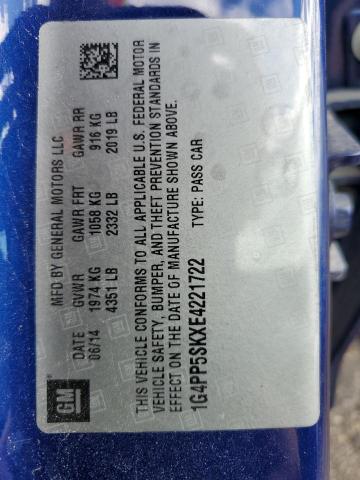 MFD BY GENERAL MOTORS LLC
DATE GVWR GAWR FRT GAWR RR
06/14 1974 KG 1058 KG 916 KG
4351 LB 2332 LB 2019 LB
GM
THIS VEHICLE CONFORMS TO ALL APPLICABLE U.S. FEDERAL MOTOR
VEHICLE SAFETY, BUMPER, AND THEFT PREVENTION STANDARDS IN
EFFECT ON THE DATE OF MANUFACTURE SHOWN ABOVE.
1G4PP5SKXE4221722 TYPE: PASS CAR